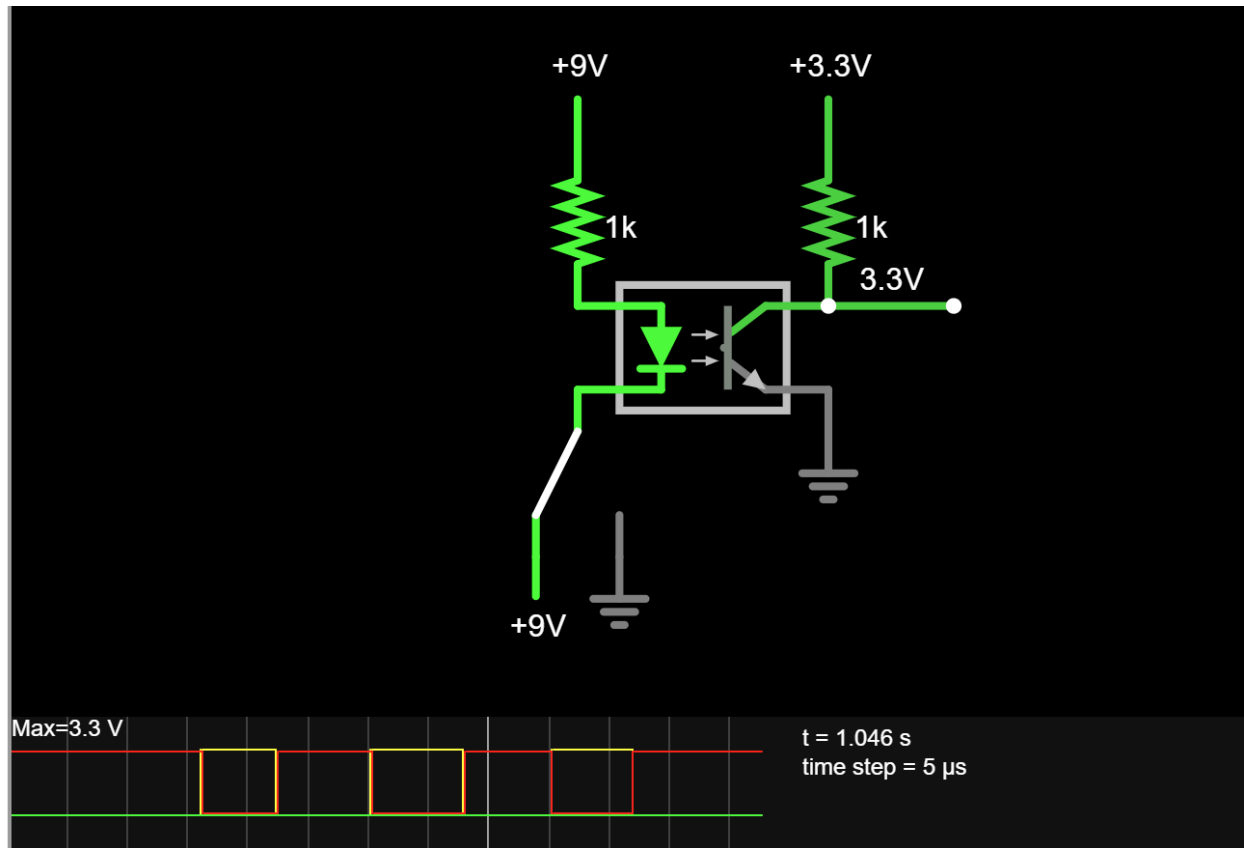 +9V
+3.3V
1k
1k
3.3V
+9V
Max=3.3 V
t = 1.046 s
time step = 5 µs